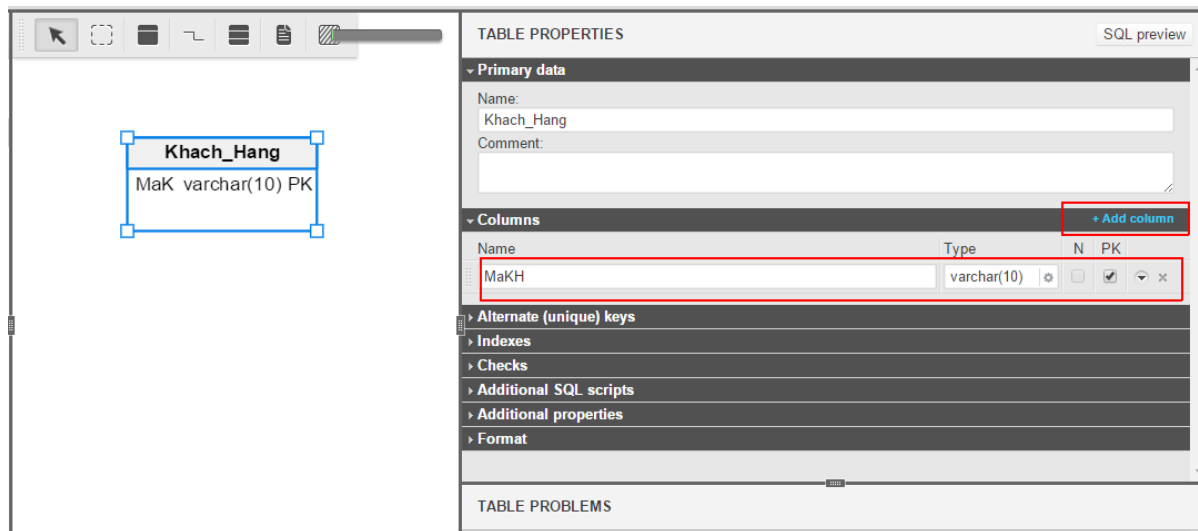 TABLE PROPERTIES
SQL preview
Primary data
Name:
Khach_Hang
Comment:
Khach_Hang
MaK varchar(10) PK
Columns
+ Add column
Name Type N PK
MaKH varchar(10)
Alternate (unique) keys
Indexes
Checks
Additional SQL scripts
Additional properties
Format
TABLE PROBLEMS